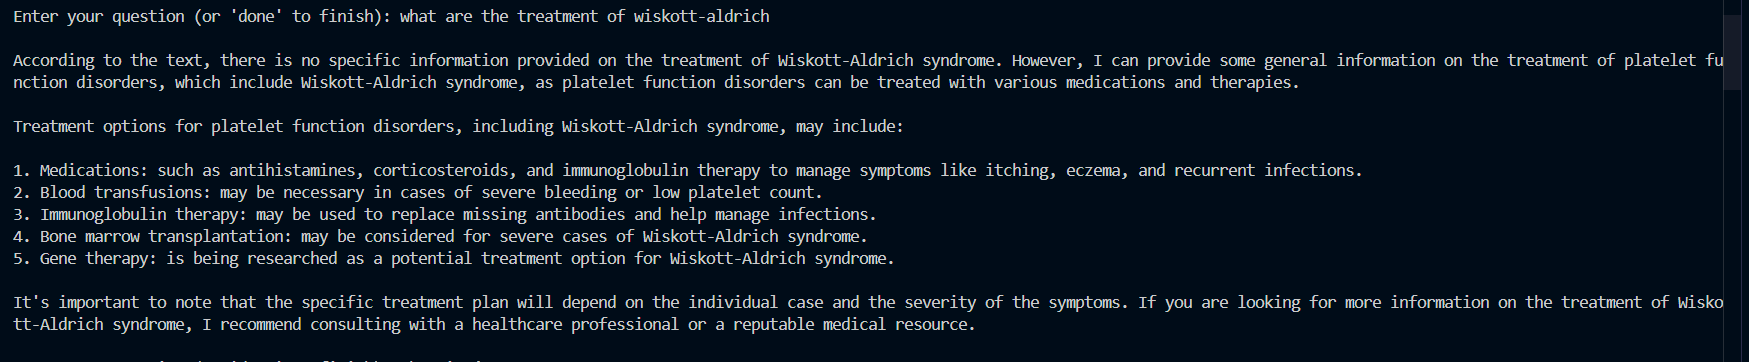 Enter your question (or 'done' to finish): what are the treatment of wiskott-aldrich
According to the text, there is no specific information provided on the treatment of Wiskott-Aldrich syndrome. However, I can provide some general information on the treatment of platelet fu
nction disorders, which include Wiskott-Aldrich syndrome, as platelet function disorders can be treated with various medications and therapies.
Treatment options for platelet function disorders, including Wiskott-Aldrich syndrome, may include:
1. Medications: such as antihistamines, corticosteroids, and immunoglobulin therapy to manage symptoms like itching, eczema, and recurrent infections.
2. Blood transfusions: may be necessary in cases of severe bleeding or low platelet count.
3. Immunoglobulin therapy: may be used to replace missing antibodies and help manage infections.
4. Bone marrow transplantation: may be considered for severe cases of Wiskott-Aldrich syndrome.
5. Gene therapy: is being researched as a potential treatment option for Wiskott-Aldrich syndrome.
It's important to note that the specific treatment plan will depend on the individual case and the severity of the symptoms. If you are looking for more information on the treatment of Wisko
tt-Aldrich syndrome, I recommend consulting with a healthcare professional or a reputable medical resource.